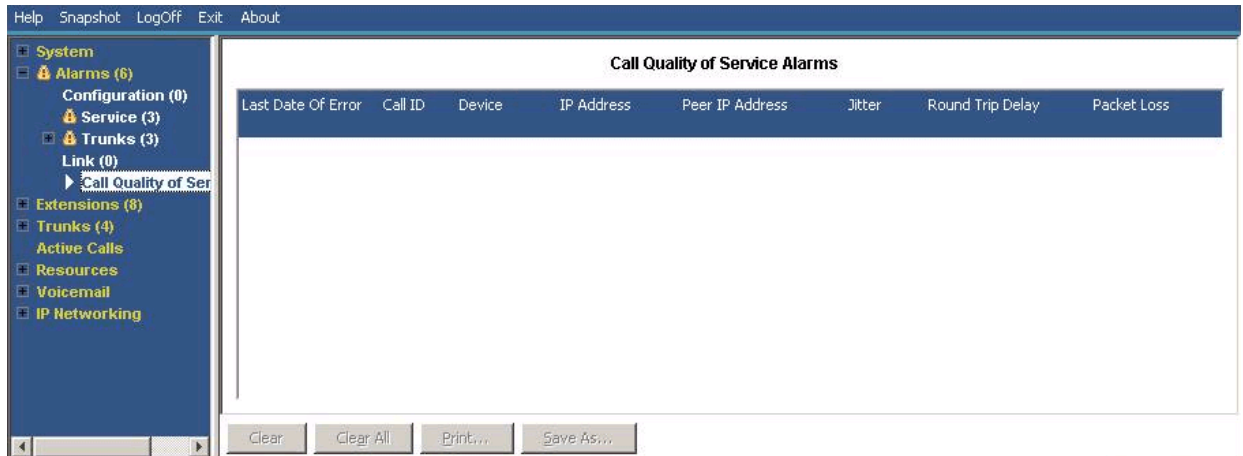 Help Snapshot LogOff Exit About
System
Alarms (6)
Configuration (0)
Service (3)
Trunks (3)
Link (0)
Call Quality of Ser
Extensions (8)
Trunks (4)
Active Calls
Resources
Voicemail
IP Networking
Call Quality of Service Alarms
Last Date Of Error Call ID Device IP Address Peer IP Address Jitter Round Trip Delay Packet Loss
Clear Clear All Print... Save As...